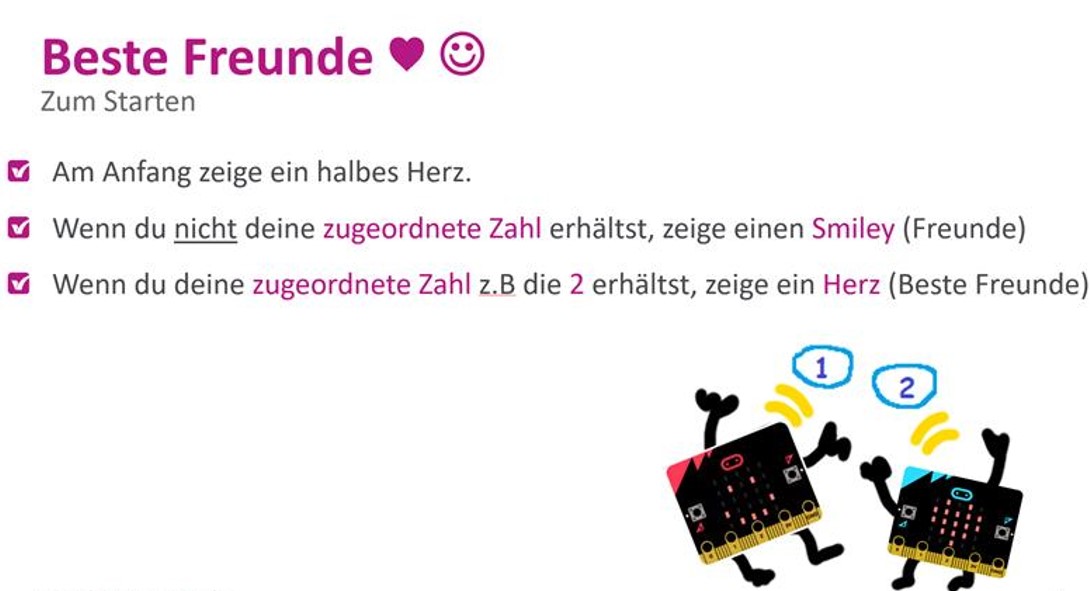 Beste Freunde
Zum Starten
Am Anfang zeige ein halbes Herz.
Wenn du nicht deine zugeordnete Zahl erhältst, zeige einen Smiley (Freunde)
Wenn du deine zugeordnete Zahl z.B die 2 erhältst, zeige ein Herz (Beste Freunde)
1
2